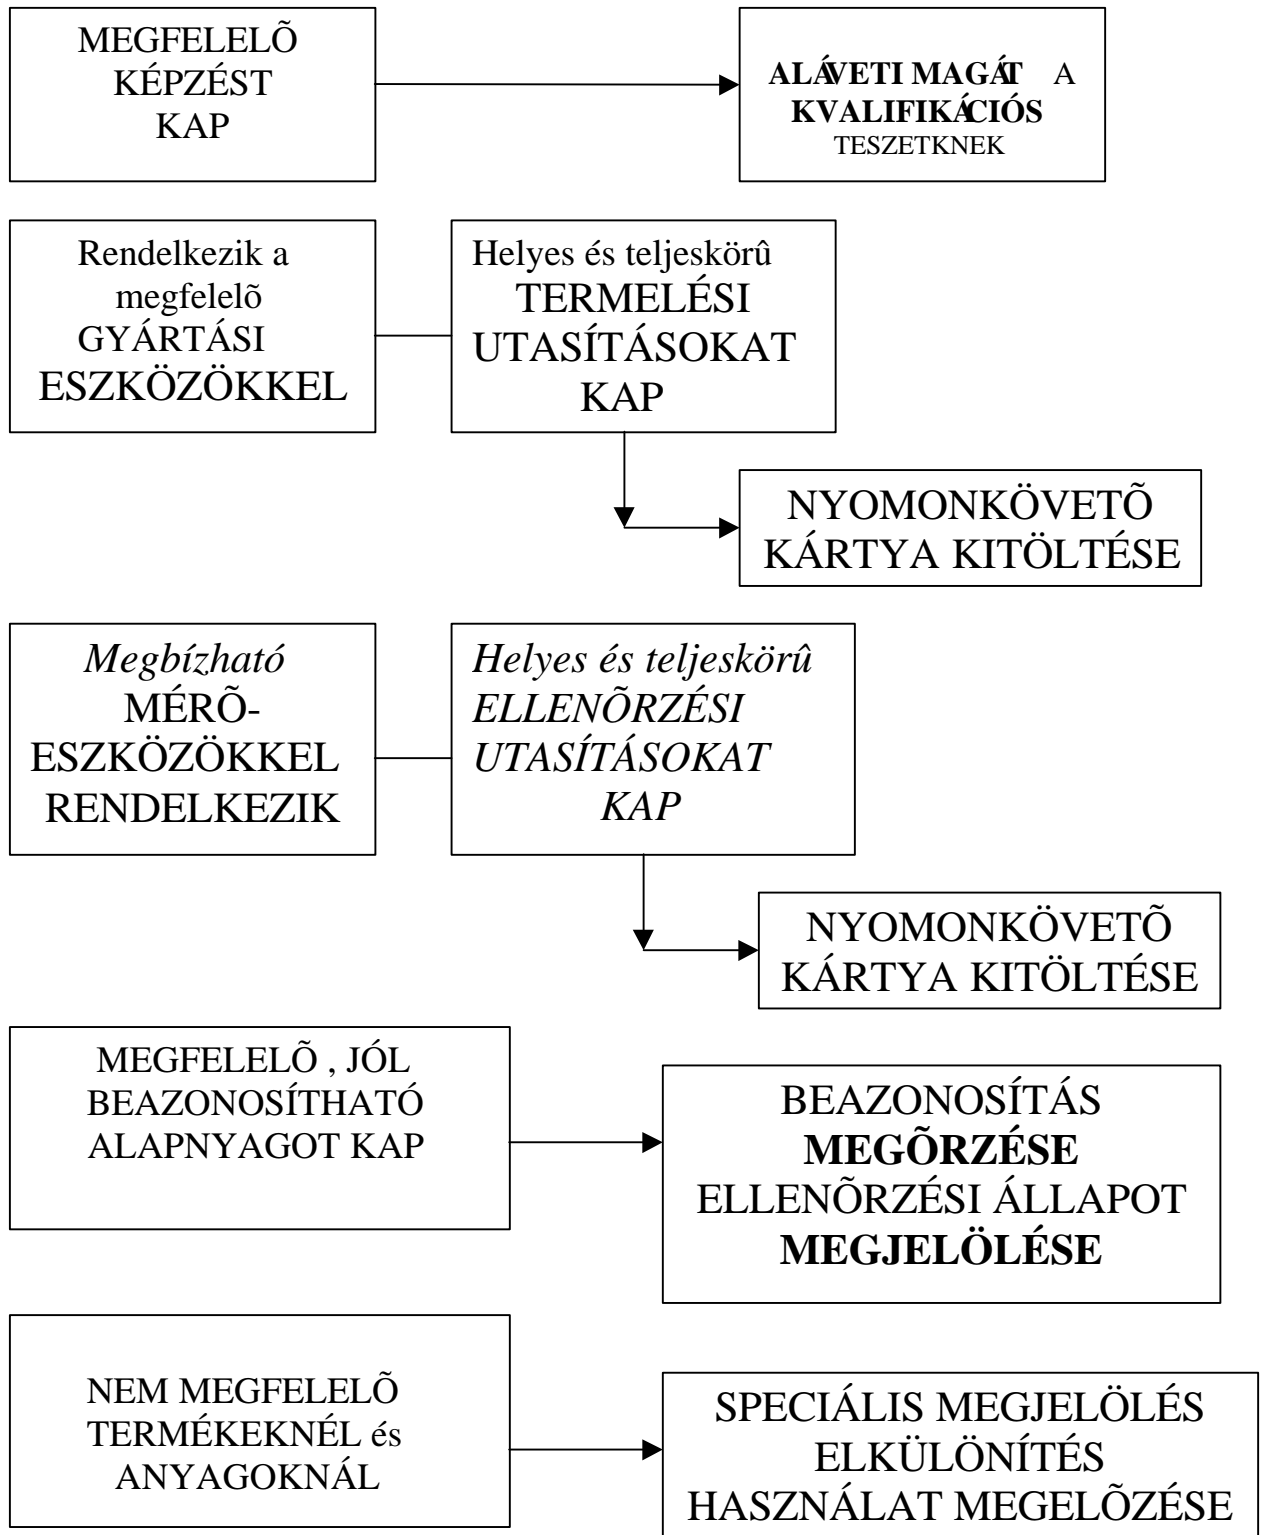 MEGFELELÕ
KÉPZÉST
KAP
ALÁVETI MAGÁT A
KVALIFIKÁCIÓS
TESZETKNEK
Rendelkezik a
megfelelõ
GYÁRTÁSI
ESZKÖZÖKKEL
Helyes és teljeskörû
TERMELÉSI
UTASÍTÁSOKAT
KAP
NYOMONKÖVETÕ
KÁRTYA KITÖLTÉSE
Megbízható
MÉRÕ-
ESZKÖZÖKKEL
RENDELKEZIK
Helyes és teljeskörû
ELLENÕRZÉSI
UTASÍTÁSOKAT
KAP
NYOMONKÖVETÕ
KÁRTYA KITÖLTÉSE
MEGFELELÕ , JÓL
BEAZONOSÍTHATÓ
ALAPNYAGOT KAP
BEAZONOSÍTÁS
MEGÕRZÉSE
ELLENÕRZÉSI ÁLLAPOT
MEGJELÖLÉSE
NEM MEGFELELÕ
TERMÉKEKNÉL és
ANYAGOKNÁL
SPECIÁLIS MEGJELÖLÉS
ELKÜLÖNÍTÉS
HASZNÁLAT MEGELÕZÉSE